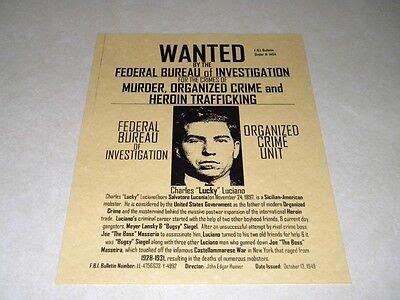 WANTED
F.B.I. Bulletin
BY THE
FEDERAL BUREAU of INVESTIGATION
FOR THE CRIMES OF
MURDER, ORGANIZED CRIME and
HEROIN TRAFFICKING
FEDERAL
BUREAU
of
INVESTIGATION
ORGANIZED
CRIME
UNIT
Charles "Lucky" Luciano
Charles "Lucky" Luciano(born Salvatore Lucania)on November 24, 1897, is a Sicilian-American
mobster. He is considered by the United States Government as the father of modern Organized
Crime and the mastermind behind the massive postwar expansion of the international Heroin
trade. Luciano's criminal career started with the help of two other boyhood friends, & current day
gangsters, Meyer Lansky & "Bugsy" Siegel. After an unsuccessful attempt by rival crime boss
Joe "The Boss" Masseria to assassinate him, Luciano turned to his old friends for help & it
was "Bugsy" Siegel along with three other Luciano men who gunned down Joe "The Boss"
Masseira, which touched off the infamous Castellammarese War in New York that raged from
1928-1931, resulting in the deaths of numerous mobsters.
F.B.I. Bulletin Number: Director: John Edgar Hoover Date Issued: October 13, 1949